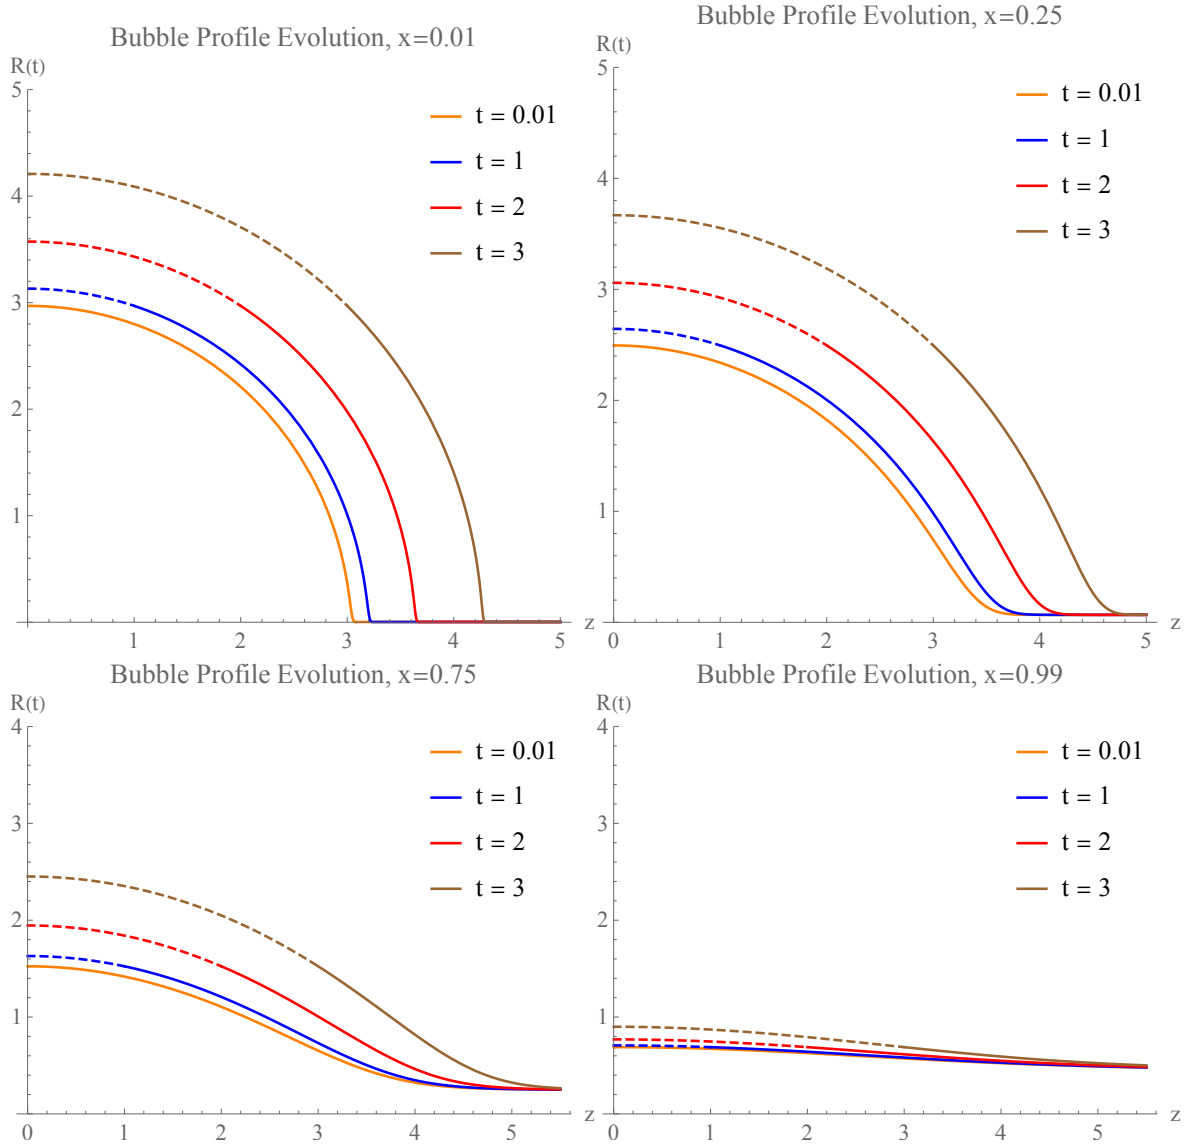 Bubble Profile Evolution, x=0.01
R(t)
5
4
3
2
1
1
2
3
4
5
z
t = 0.01
t = 1
t = 2
t = 3
Bubble Profile Evolution, x=0.25
R(t)
5
4
3
2
1
0
1
2
3
4
5
z
t = 0.01
t = 1
t = 2
t = 3
Bubble Profile Evolution, x=0.75
R(t)
4
3
2
1
0
1
2
3
4
5
z
t = 0.01
t = 1
t = 2
t = 3
Bubble Profile Evolution, x=0.99
R(t)
4
3
2
1
0
1
2
3
4
5
z
t = 0.01
t = 1
t = 2
t = 3